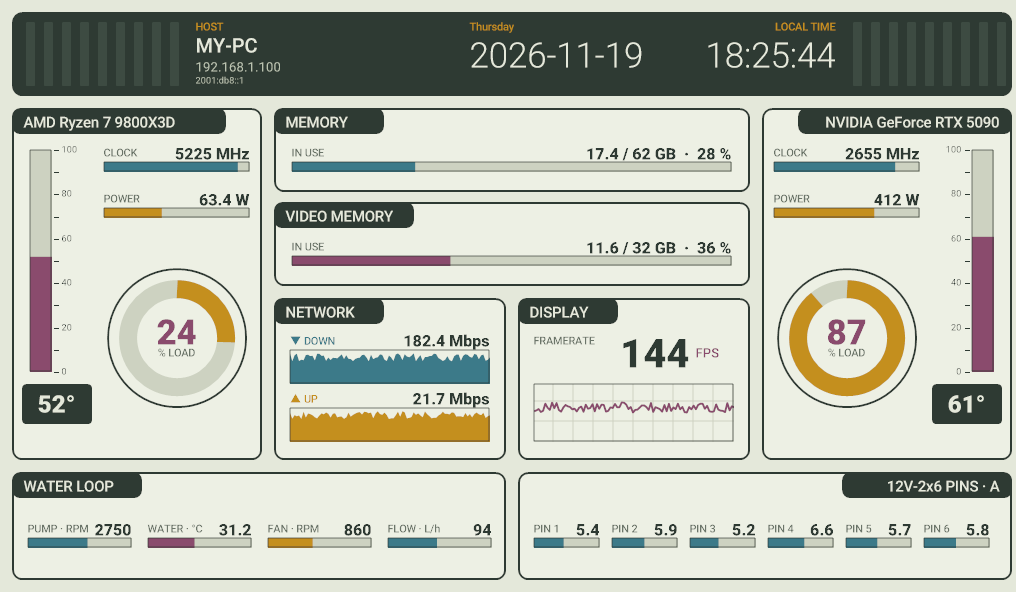 HOST
MY-PC
192.168.1.100
2001:db8::1
Thursday
2026-11-19
LOCAL TIME
18:25:44
AMD Ryzen 7 9800X3D
100
80
60
40
20
0
CLOCK 5225 MHz
POWER 63.4 W
24
% LOAD
52°
MEMORY
IN USE 17.4 / 62 GB · 28 %
VIDEO MEMORY
IN USE 11.6 / 32 GB · 36 %
NETWORK
▼ DOWN 182.4 Mbps
▲ UP 21.7 Mbps
DISPLAY
FRAMERATE 144 FPS
NVIDIA GeForce RTX 5090
CLOCK 2655 MHz
POWER 412 W
100
80
60
40
20
0
87
% LOAD
61°
WATER LOOP
PUMP · RPM 2750
WATER · °C 31.2
FAN · RPM 860
FLOW · L/h 94
12V-2x6 PINS · A
PIN 1 5.4
PIN 2 5.9
PIN 3 5.2
PIN 4 6.6
PIN 5 5.7
PIN 6 5.8